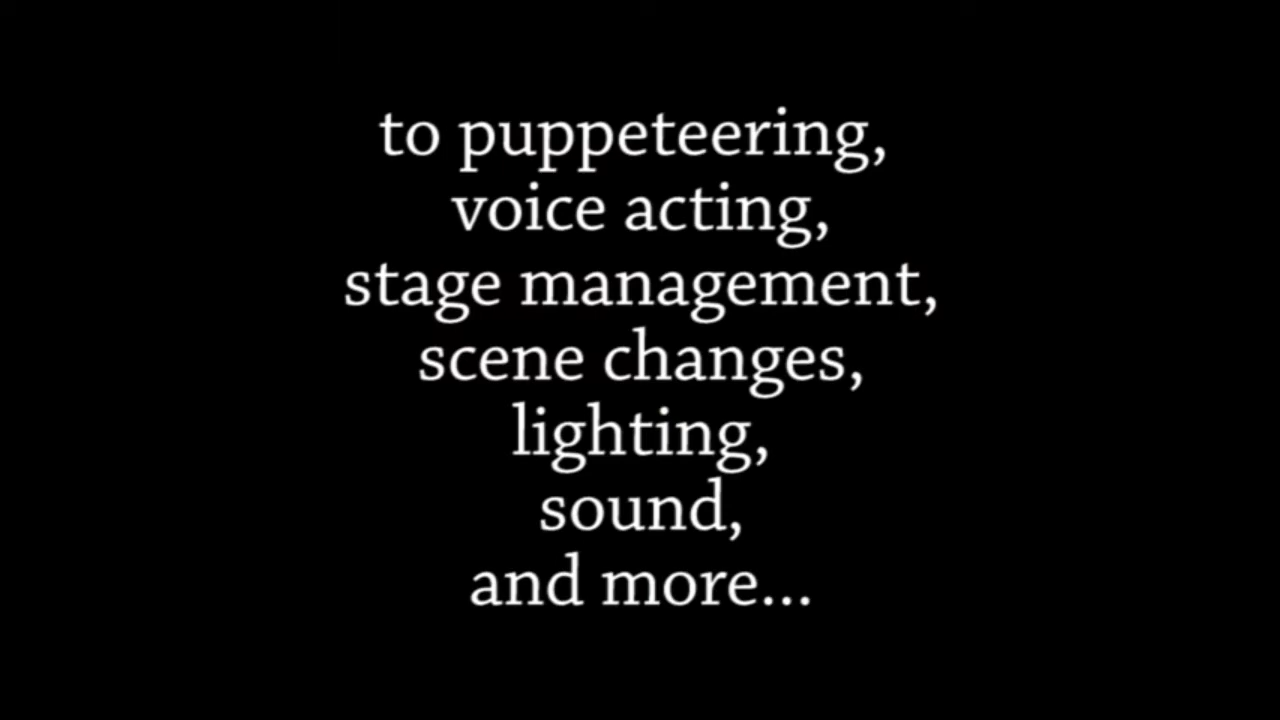 to puppeteering,
voice acting,
stage management,
scene changes,
lighting,
sound,
and more...